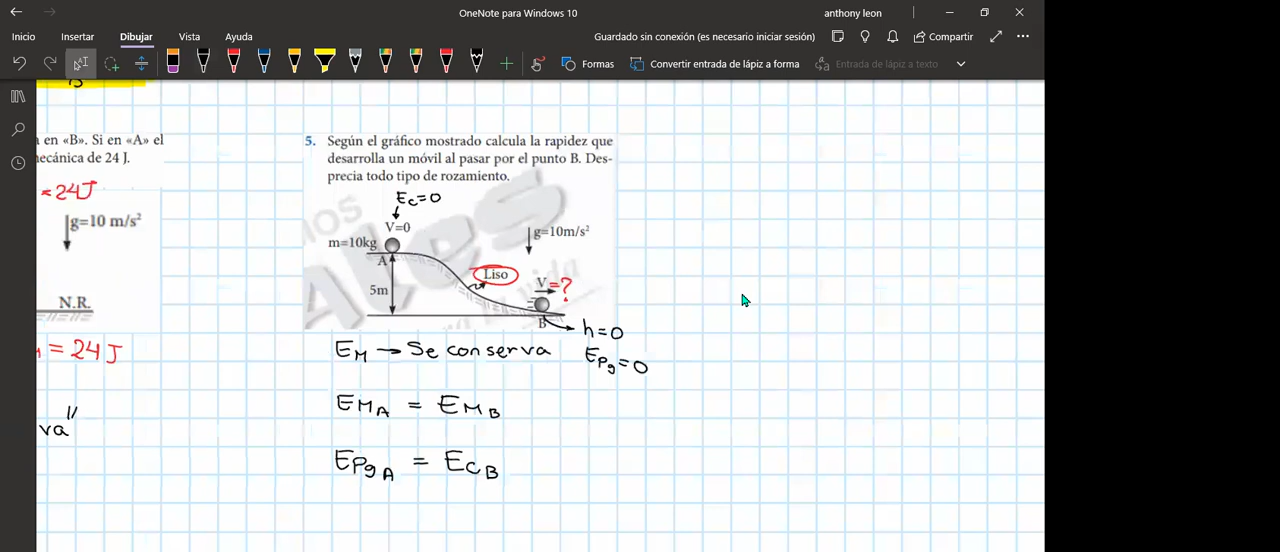 OneNote para Windows 10
anthony leon
Inicio
Insertar
Dibujar
Vista
Ayuda
Guardado sin conexión (es necesario iniciar sesión)
Compartir
Formas
Convertir entrada de lápiz a forma
Entrada de lápiz a texto
en «B». Si en «A» el
ecánica de 24 J.
= 24J
g=10 m/s²
N.R.
= 24 J
va"
5. Según el gráfico mostrado calcula la rapidez que
desarrolla un móvil al pasar por el punto B. Des-
precia todo tipo de rozamiento.
Ec=0
V=0
m=10kg
A
g=10m/s²
Liso
5m
V=?
B
h=0
EM → Se conserva
Epg=0
EMA = EMB
EPgA = ECB